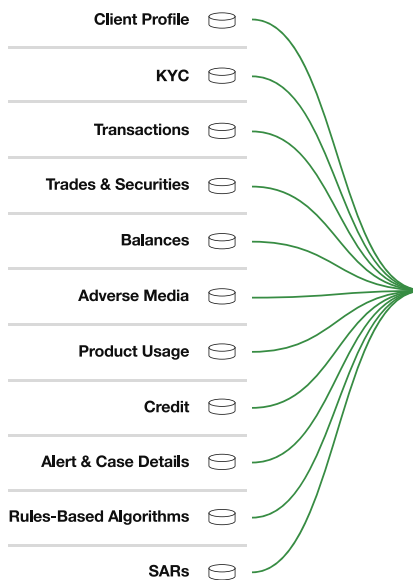 Client Profile
KYC
Transactions
Trades & Securities
Balances
Adverse Media
Product Usage
Credit
Alert & Case Details
Rules-Based Algorithms
SARs